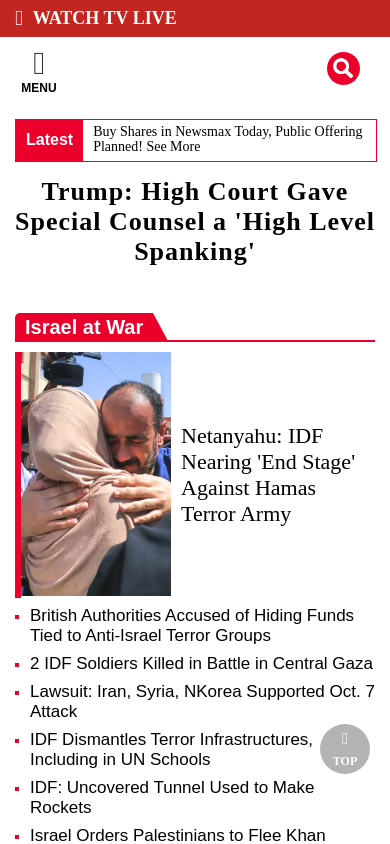 WATCH TV LIVE
MENU
Latest
Buy Shares in Newsmax Today, Public Offering
Planned! See More
Trump: High Court Gave
Special Counsel a 'High Level
Spanking'
Israel at War
Netanyahu: IDF
Nearing 'End Stage'
Against Hamas
Terror Army
British Authorities Accused of Hiding Funds
Tied to Anti-Israel Terror Groups
2 IDF Soldiers Killed in Battle in Central Gaza
Lawsuit: Iran, Syria, NKorea Supported Oct. 7
Attack
IDF Dismantles Terror Infrastructures,
Including in UN Schools
TOP
IDF: Uncovered Tunnel Used to Make
Rockets
Israel Orders Palestinians to Flee Khan